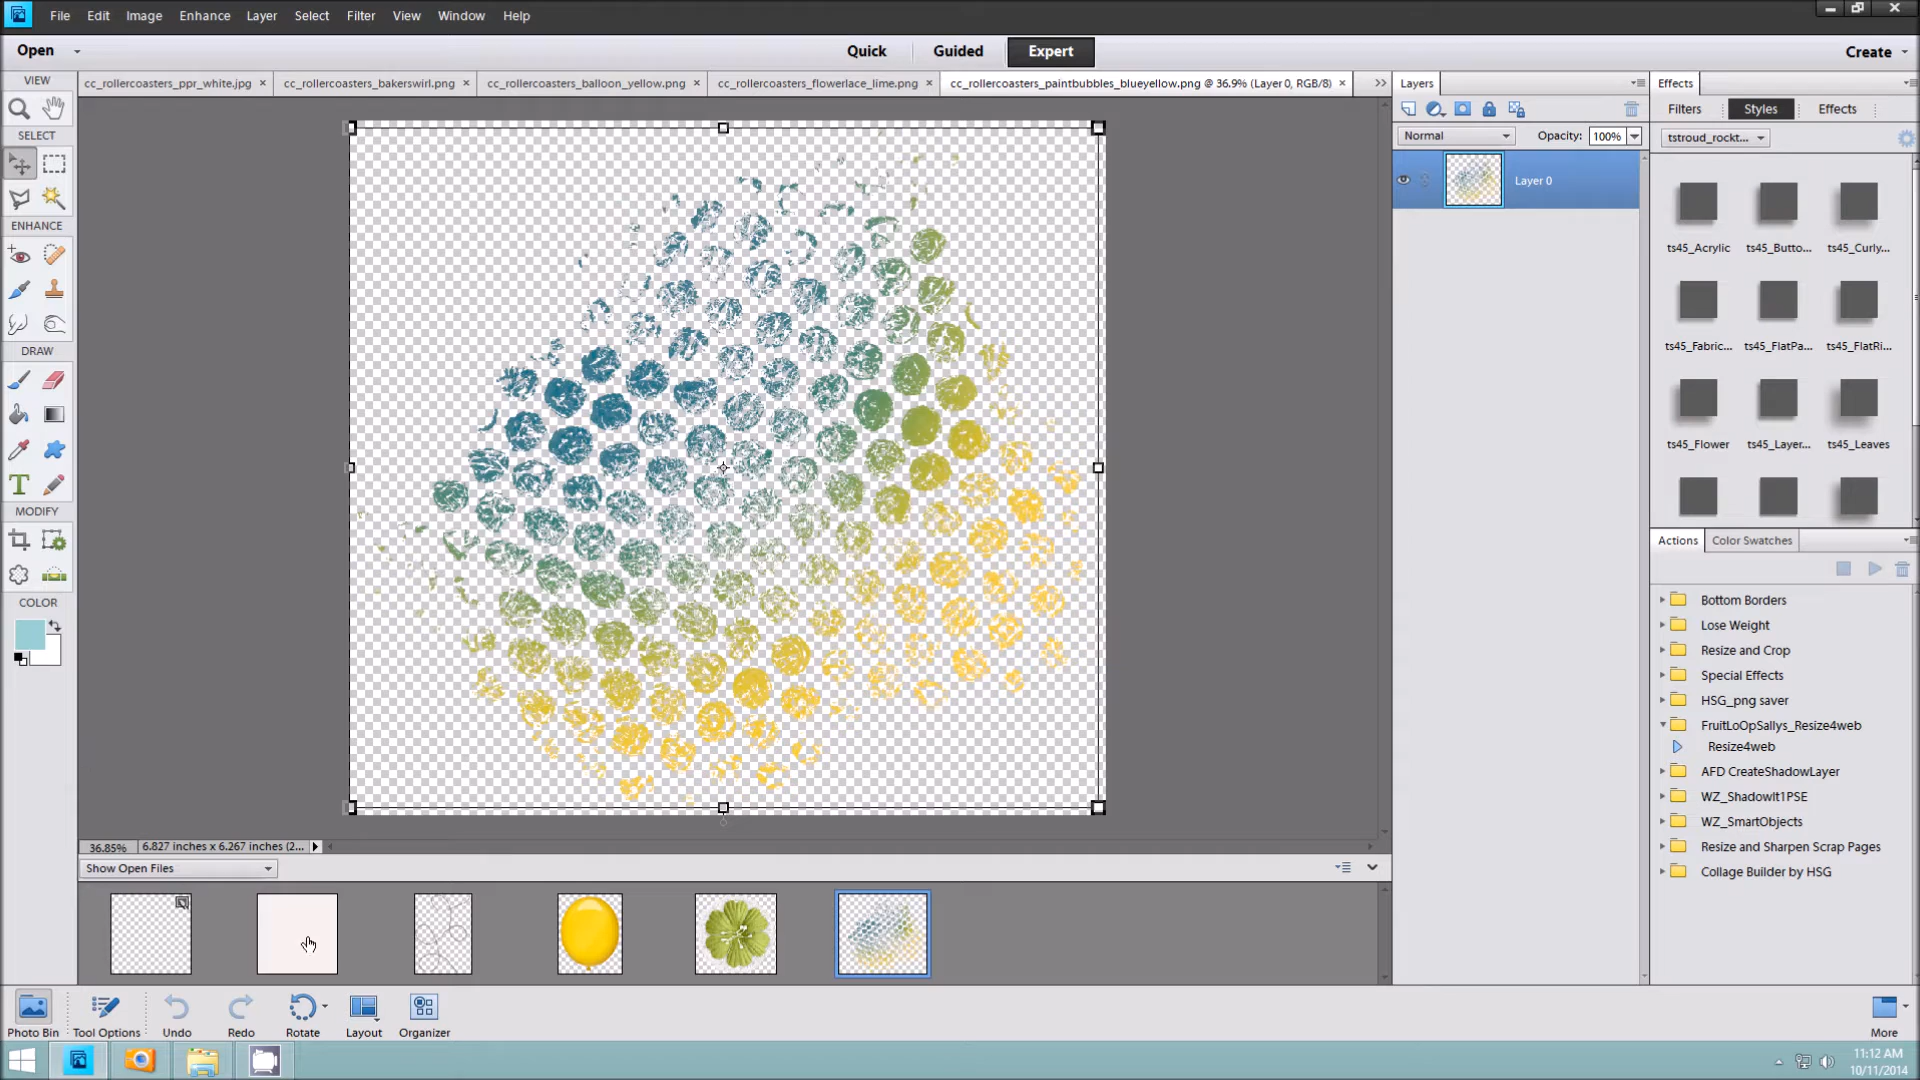 File Edit Image Enhance Layer Select Filter View Window Help
Open Quick Guided Expert Create
VIEW
cc_rollercoasters_ppr_white.jpg cc_rollercoasters_bakerswirl.png cc_rollercoasters_balloon_yellow.png cc_rollercoasters_flowerlace_lime.png cc_rollercoasters_paintbubbles_blueyellow.png @ 36.9% (Layer 0, RGB/8)
SELECT
ENHANCE
DRAW
T
MODIFY
COLOR
Layers
Normal Opacity: 100%
Layer 0
Effects
Filters Styles Effects
tstroud_rockt...
ts45_Acrylic ts45_Butto... ts45_Curly...
ts45_Fabric... ts45_FlatPa... ts45_FlatRi...
ts45_Flower ts45_Layer... ts45_Leaves
Actions Color Swatches
Bottom Borders
Lose Weight
Resize and Crop
Special Effects
HSG_png saver
FruitLoOpSallys_Resize4web
Resize4web
AFD CreateShadowLayer
WZ_ShadowIt1PSE
WZ_SmartObjects
Resize and Sharpen Scrap Pages
Collage Builder by HSG
36.85% 6.827 inches x 6.267 inches (2...
Show Open Files
Photo Bin Tool Options Undo Redo Rotate Layout Organizer More
11:12 AM
10/11/2014